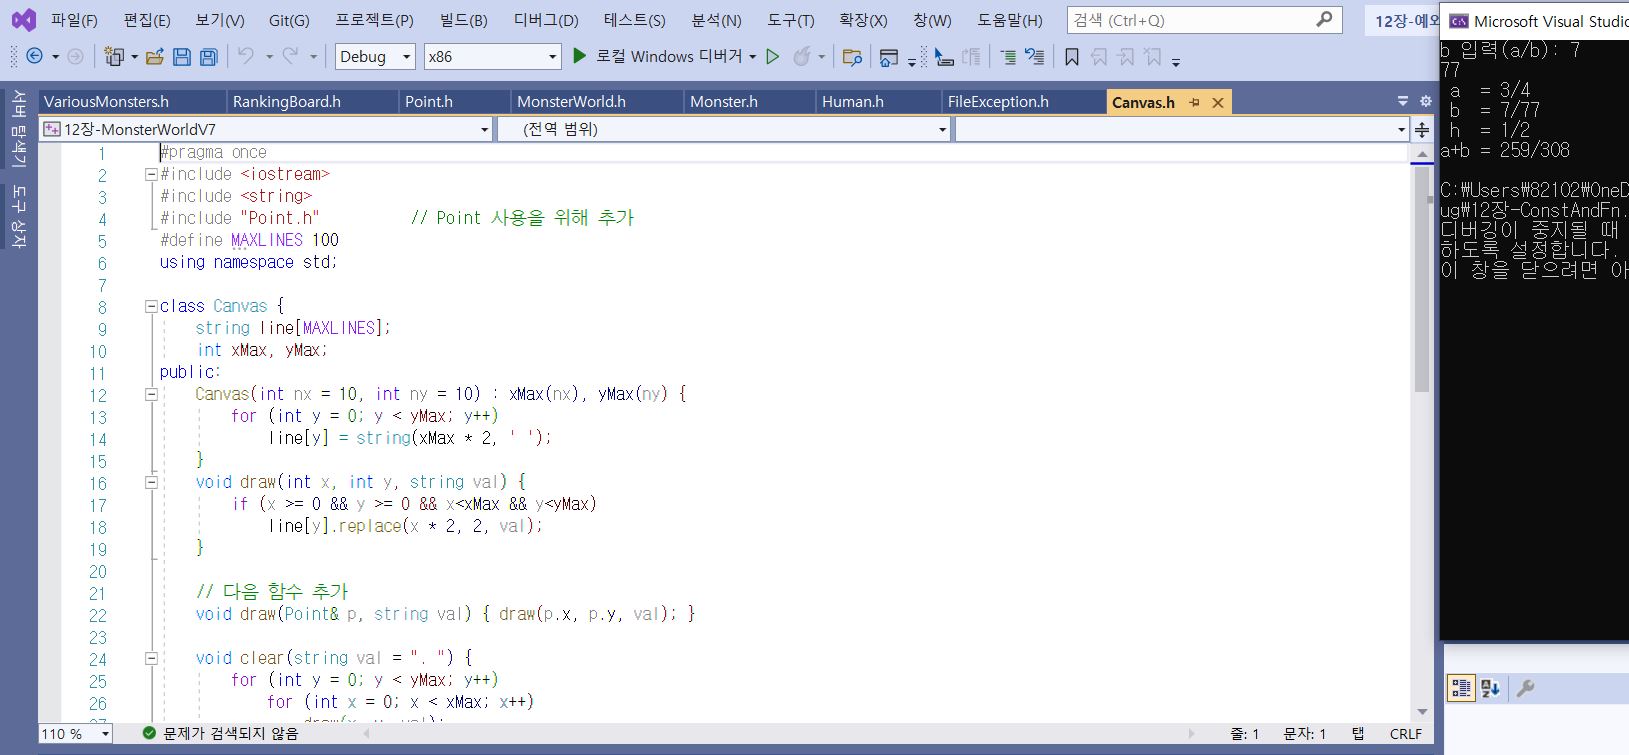 파일(F) 편집(E) 보기(V) Git(G) 프로젝트(P) 빌드(B) 디버그(D) 테스트(S) 분석(N) 도구(T) 확장(X) 창(W) 도움말(H) 검색 (Ctrl+Q) 12장-예외
Debug x86 로컬 Windows 디버거
서버 탐색기
도구 상자
VariousMonsters.h RankingBoard.h Point.h MonsterWorld.h Monster.h Human.h FileException.h Canvas.h
12장-MonsterWorldV7 (전역 범위)
1 #pragma once
2 #include <iostream>
3 #include <string>
4 #include "Point.h" // Point 사용을 위해 추가
5 #define MAXLINES 100
6 using namespace std;
7
8 class Canvas {
9 string line[MAXLINES];
10 int xMax, yMax;
11 public:
12 Canvas(int nx = 10, int ny = 10) : xMax(nx), yMax(ny) {
13 for (int y = 0; y < yMax; y++)
14 line[y] = string(xMax * 2, ' ');
15 }
16 void draw(int x, int y, string val) {
17 if (x >= 0 && y >= 0 && x<xMax && y<yMax)
18 line[y].replace(x * 2, 2, val);
19 }
20
21 // 다음 함수 추가
22 void draw(Point& p, string val) { draw(p.x, p.y, val); }
23
24 void clear(string val = ". ") {
25 for (int y = 0; y < yMax; y++)
26 for (int x = 0; x < xMax; x++)
110 % 문제가 검색되지 않음 줄: 1 문자: 1 탭 CRLF
Microsoft Visual Studio
b 입력(a/b): 7
77
a = 3/4
b = 7/77
h = 1/2
a+b = 259/308
C:\Users\82102\OneD
ug\12장-ConstAndFn.
디버깅이 중지될 때
하도록 설정합니다.
이 창을 닫으려면 아